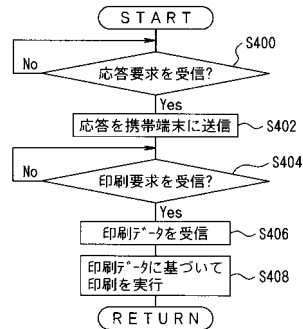 START
S400
No
応答要求を受信?
Yes
応答を携帯端末に送信
S402
S404
No
印刷要求を受信?
Yes
印刷ﾃﾞｰﾀを受信
S406
印刷ﾃﾞｰﾀに基づいて
印刷を実行
S408
RETURN